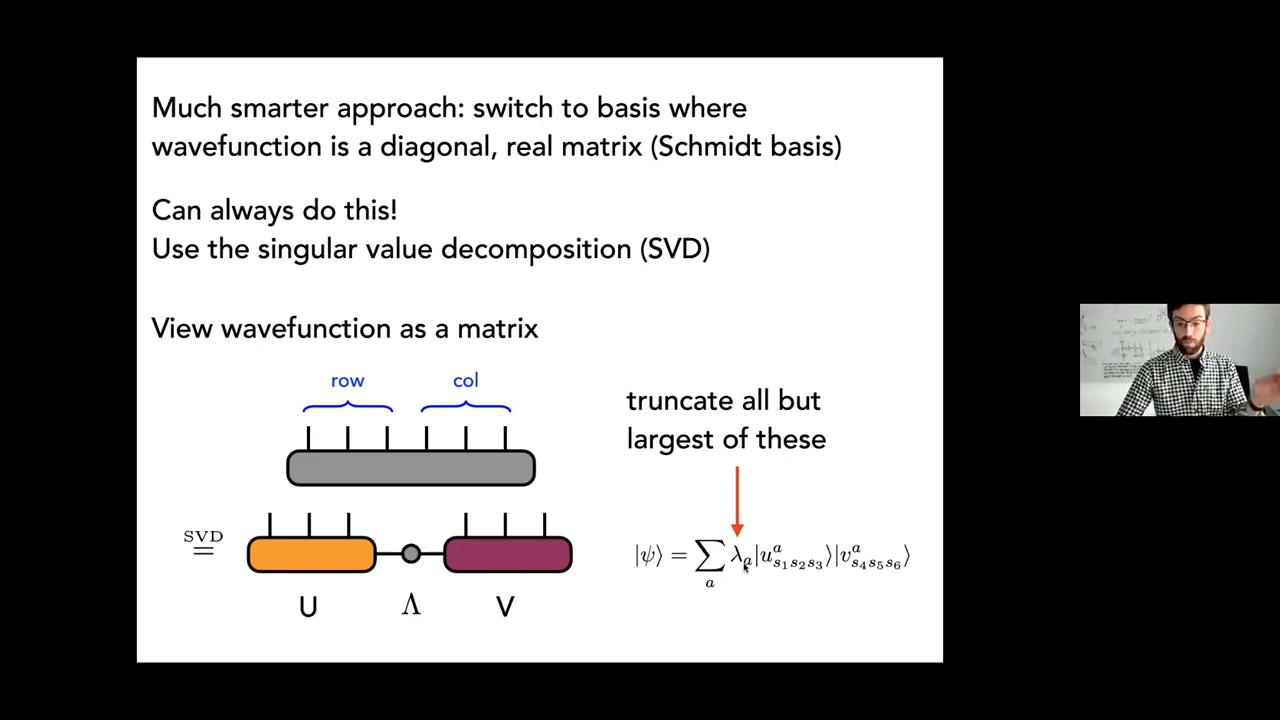 Much smarter approach: switch to basis where
wavefunction is a diagonal, real matrix (Schmidt basis)
Can always do this!
Use the singular value decomposition (SVD)
View wavefunction as a matrix
row col
truncate all but
largest of these
SVD
=
|ψ⟩ = ∑_a λ_a |u^a_{s₁s₂s₃}⟩|v^a_{s₄s₅s₆}⟩
U Λ V